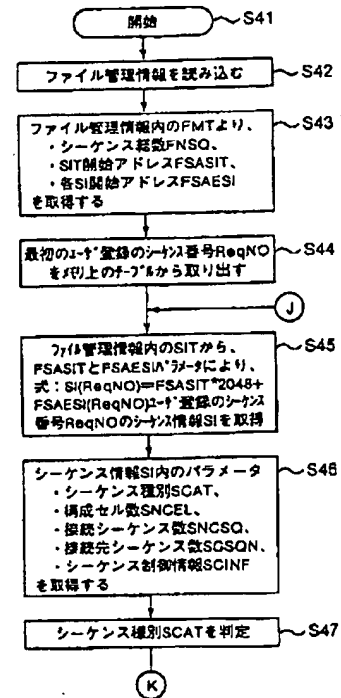 開始
S41
ファイル管理情報を読み込む
S42
ファイル管理情報内のFMTより、
・シーケンス総数FNSQ、
・SIT開始アドレスFSASIT、
・各SI開始アドレスFSAESI
を取得する
S43
最初のユーザ登録のシーケンス番号ReqNO
をメモリ上のテーブルから取り出す
S44
J
ファイル管理情報内のSITから、
FSASITとFSAESIパラメータにより、
式:SI(ReqNO)=FSASIT*2048+
FSAESI(ReqNO)ユーザ登録のシーケンス
番号ReqNOのシーケンス情報SIを取得
S45
シーケンス情報SI内のパラメータ
・シーケンス種別SCAT、
・構成セル数SNCEL、
・接続シーケンス数SNCSQ、
・接続先シーケンス数SCSQN、
・シーケンス制御情報SCINF
を取得する
S46
シーケンス種別SCATを判定
S47
K